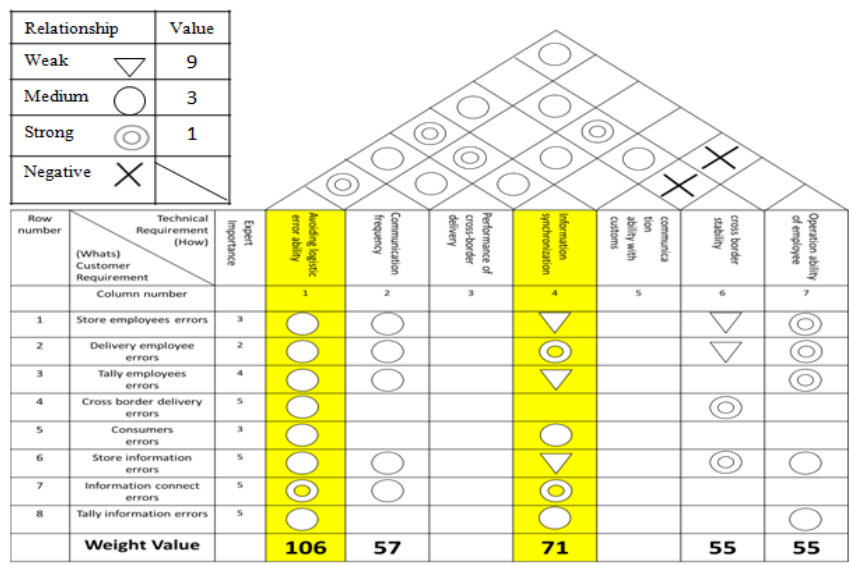 Relationship Value
Weak 9
Medium 3
Strong 1
Negative
Row
number
Technical
Requirement
(How)
(Whats)
Customer
Requirement
Expert
Importance
Avoiding logistic
error ability
Communication
frequency
Performance of
cross-border
delivery
Information
synchronization
communica
tion
ability with
customs
cross border
stability
Operation ability
of employee
Column number 1 2 3 4 5 6 7
1 Store employees errors 3
2 Delivery employee
errors 2
3 Tally employees
errors 4
4 Cross border delivery
errors 5
5 Consumers
errors 3
6 Store information
errors 5
7 Information connect
errors 5
8 Tally information errors 5
Weight Value 106 57 71 55 55